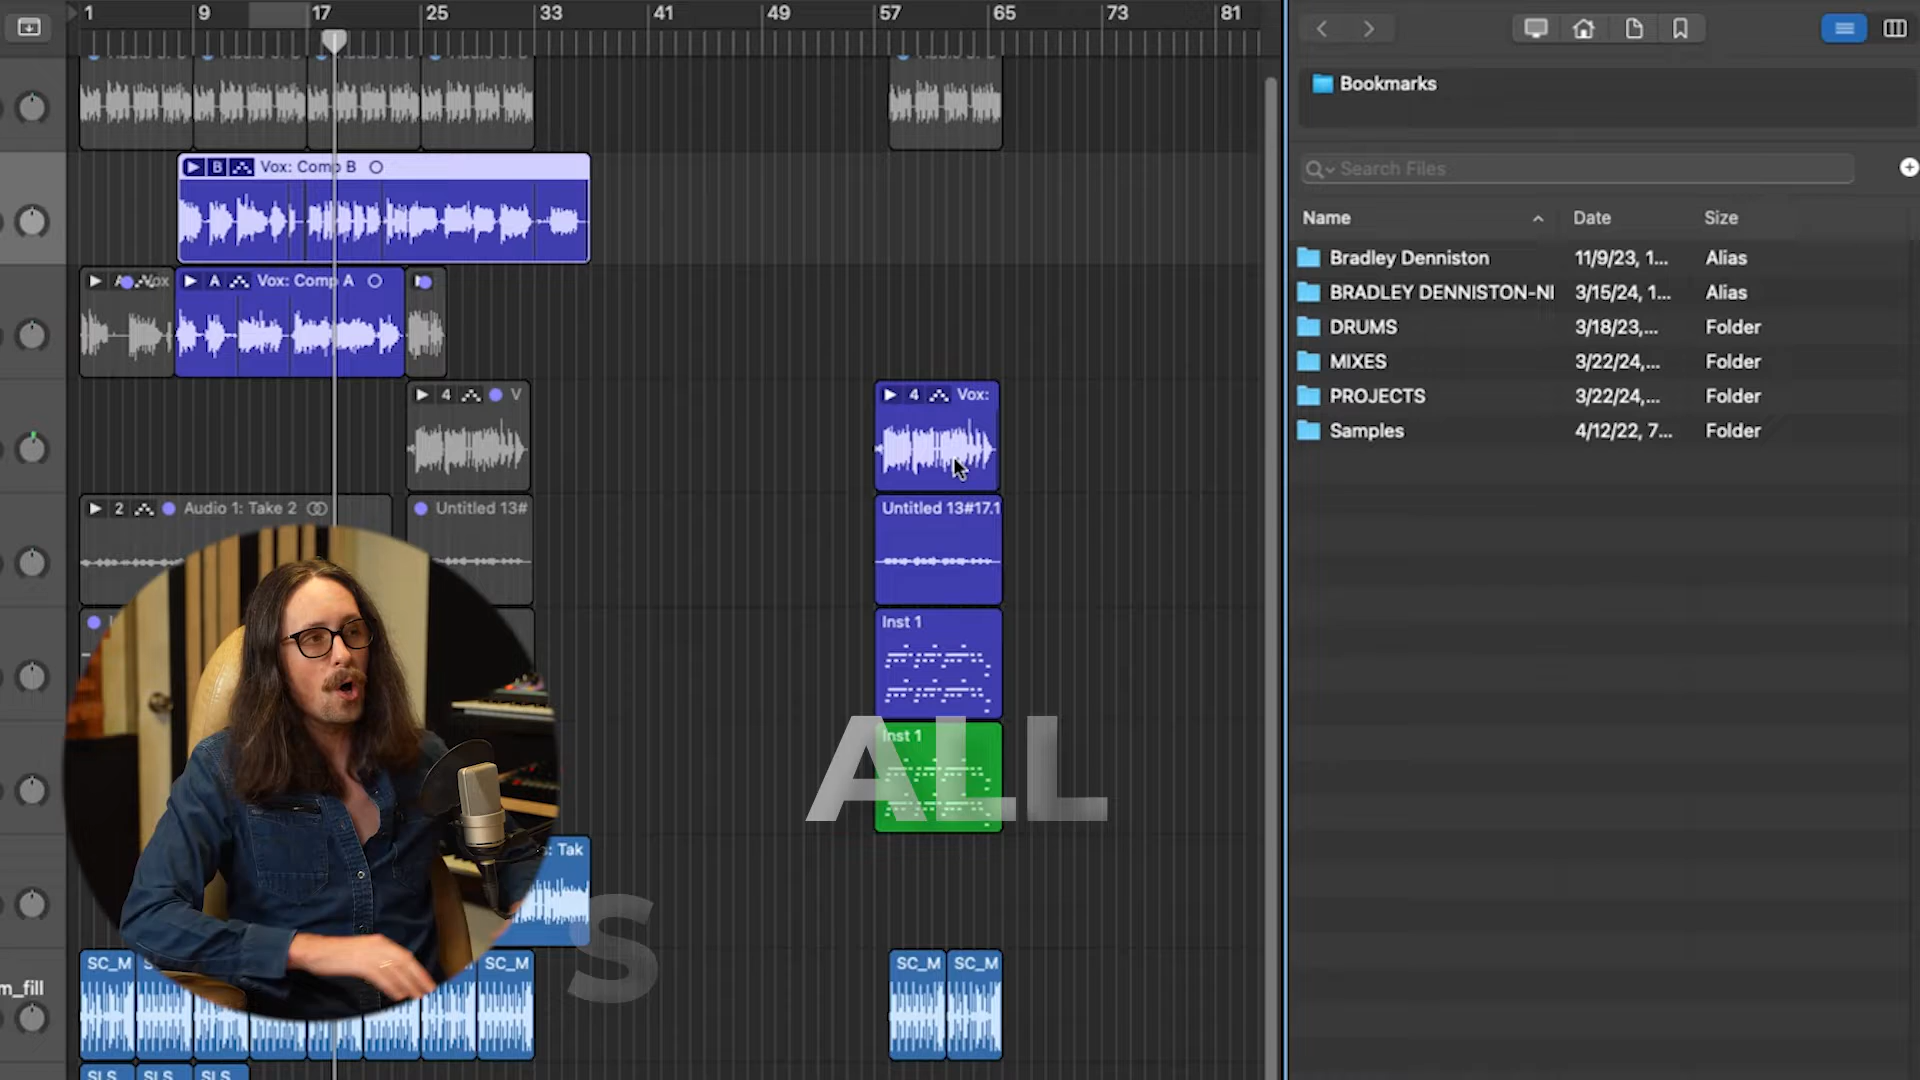 1 9 17 25 33 41 49 57 65 73 81
Bookmarks
Search Files
Name Date Size
Bradley Denniston 11/9/23, 1... Alias
BRADLEY DENNISTON-NI 3/15/24, 1... Alias
DRUMS 3/18/23,... Folder
MIXES 3/22/24,... Folder
PROJECTS 3/22/24,... Folder
Samples 4/12/22, 7... Folder
B Vox: Comp B
Vox
A Vox: Comp A
4 V
4 Vox:
2 Audio 1: Take 2
Untitled 13#
Untitled 13#17.1
Inst 1
Inst 1
ALL
: Tak
S
m_fill
SC_M
SC_M
SC_M SC_M
SLS SLS SLS